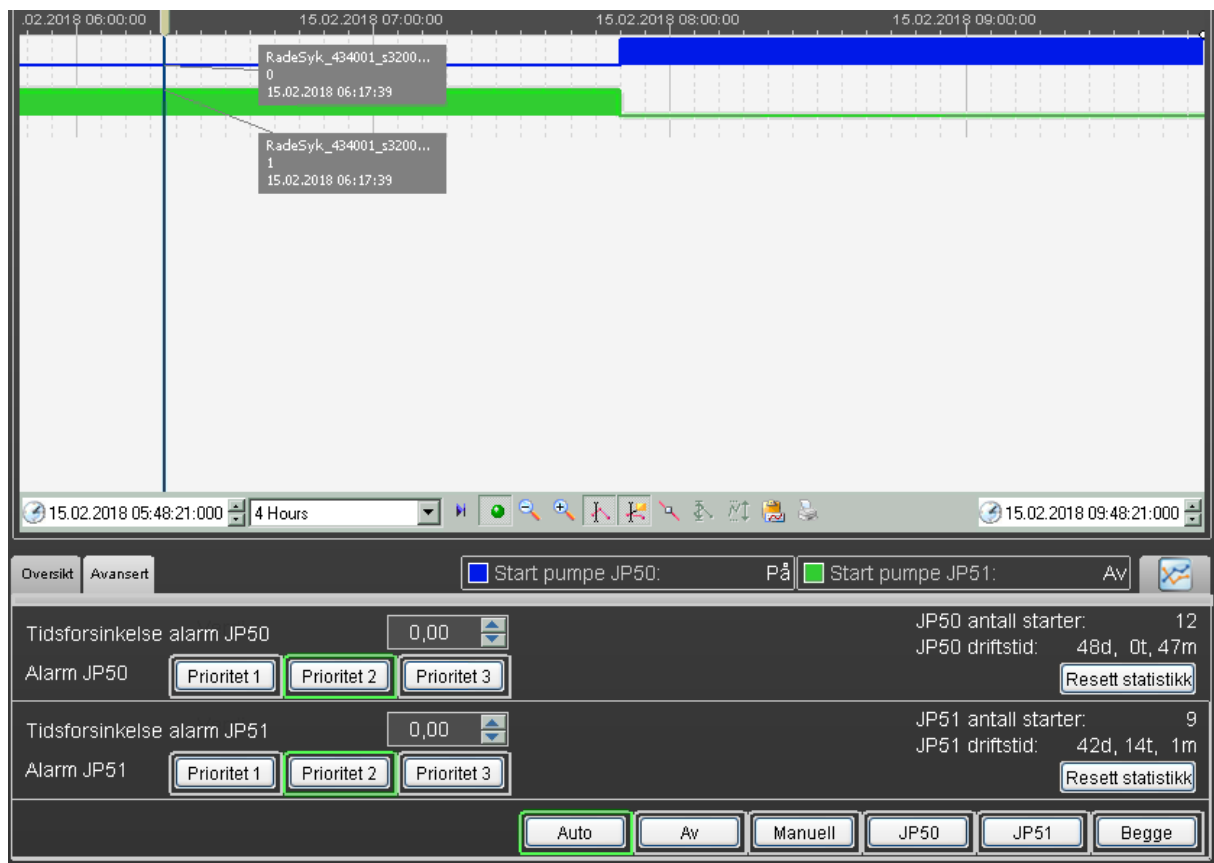 .02.2018 06:00:00 15.02.2018 07:00:00 15.02.2018 08:00:00 15.02.2018 09:00:00
RadeSyk_434001_s3200...
0
15.02.2018 06:17:39
RadeSyk_434001_s3200...
1
15.02.2018 06:17:39
15.02.2018 05:48:21:000 4 Hours 15.02.2018 09:48:21:000
Oversikt Avansert Start pumpe JP50: På Start pumpe JP51: Av
Tidsforsinkelse alarm JP50 0,00 JP50 antall starter: 12
JP50 driftstid: 48d, 0t, 47m
Alarm JP50 Prioritet 1 Prioritet 2 Prioritet 3 Resett statistikk
Tidsforsinkelse alarm JP51 0,00 JP51 antall starter: 9
JP51 driftstid: 42d, 14t, 1m
Alarm JP51 Prioritet 1 Prioritet 2 Prioritet 3 Resett statistikk
Auto Av Manuell JP50 JP51 Begge